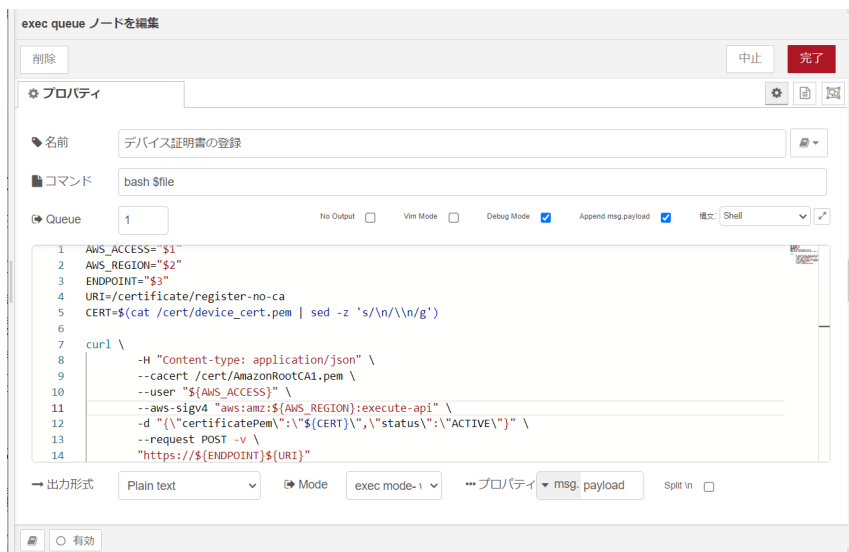 exec queue ノードを編集
削除 中止 完了
プロパティ
名前 デバイス証明書の登録
コマンド bash $file
Queue 1 No Output Vim Mode Debug Mode Append msg.payload 構文: Shell
1 AWS_ACCESS="$1"
2 AWS_REGION="$2"
3 ENDPOINT="$3"
4 URI=/certificate/register-no-ca
5 CERT=$(cat /cert/device_cert.pem | sed -z 's/\n/\\n/g')
6
7 curl \
8 -H "Content-type: application/json" \
9 --cacert /cert/AmazonRootCA1.pem \
10 --user "${AWS_ACCESS}" \
11 --aws-sigv4 "aws:amz:${AWS_REGION}:execute-api" \
12 -d "{\"certificatePem\":\"${CERT}\",\"status\":\"ACTIVE\"}" \
13 --request POST -v \
14 "https://${ENDPOINT}${URI}"
出力形式 Plain text Mode exec mode- プロパティ msg. payload Split \n
有効